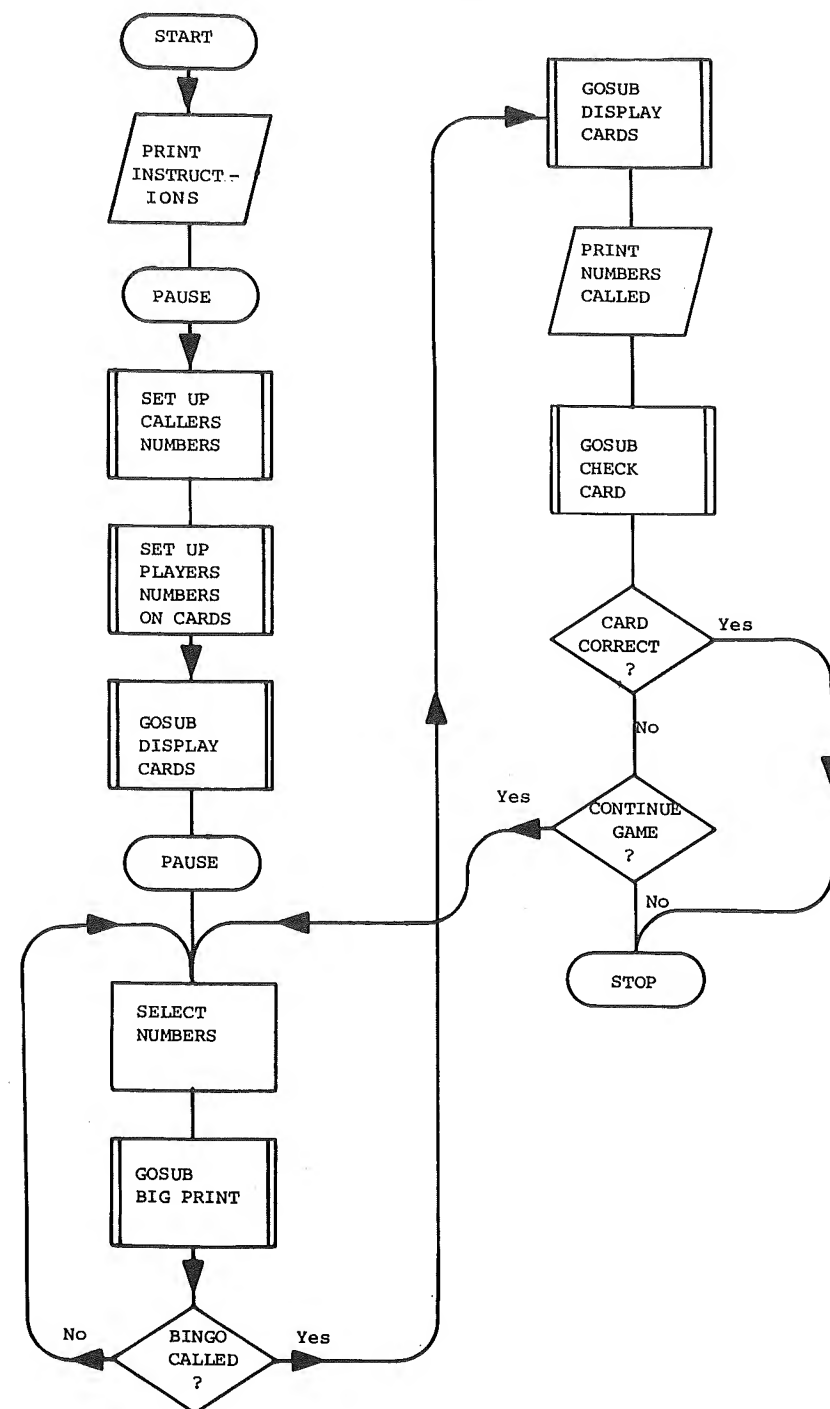 START
PRINT
INSTRUCT-
IONS
PAUSE
SET UP
CALLERS
NUMBERS
SET UP
PLAYERS
NUMBERS
ON CARDS
GOSUB
DISPLAY
CARDS
PAUSE
SELECT
NUMBERS
GOSUB
BIG PRINT
BINGO
CALLED
?
No
Yes
GOSUB
DISPLAY
CARDS
PRINT
NUMBERS
CALLED
GOSUB
CHECK
CARD
CARD
CORRECT
?
Yes
No
CONTINUE
GAME
?
Yes
No
STOP